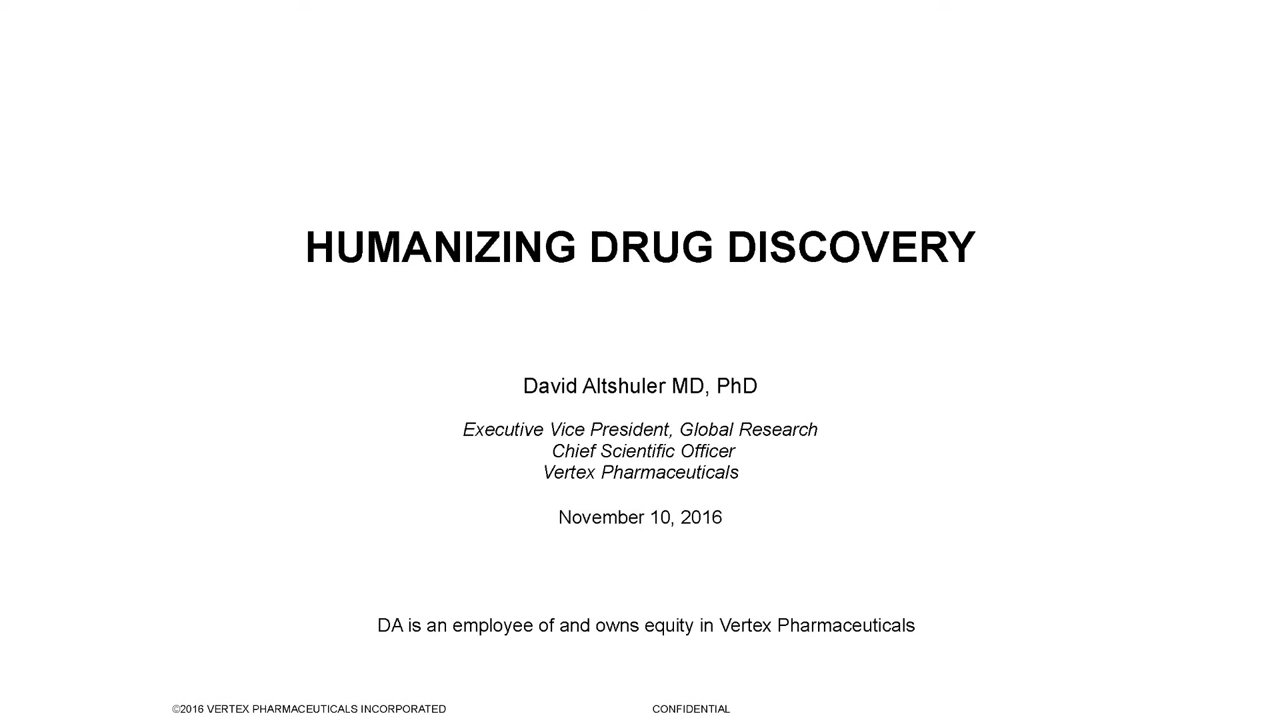 HUMANIZING DRUG DISCOVERY
David Altshuler MD, PhD
Executive Vice President, Global Research
Chief Scientific Officer
Vertex Pharmaceuticals
November 10, 2016
DA is an employee of and owns equity in Vertex Pharmaceuticals
©2016 VERTEX PHARMACEUTICALS INCORPORATED CONFIDENTIAL